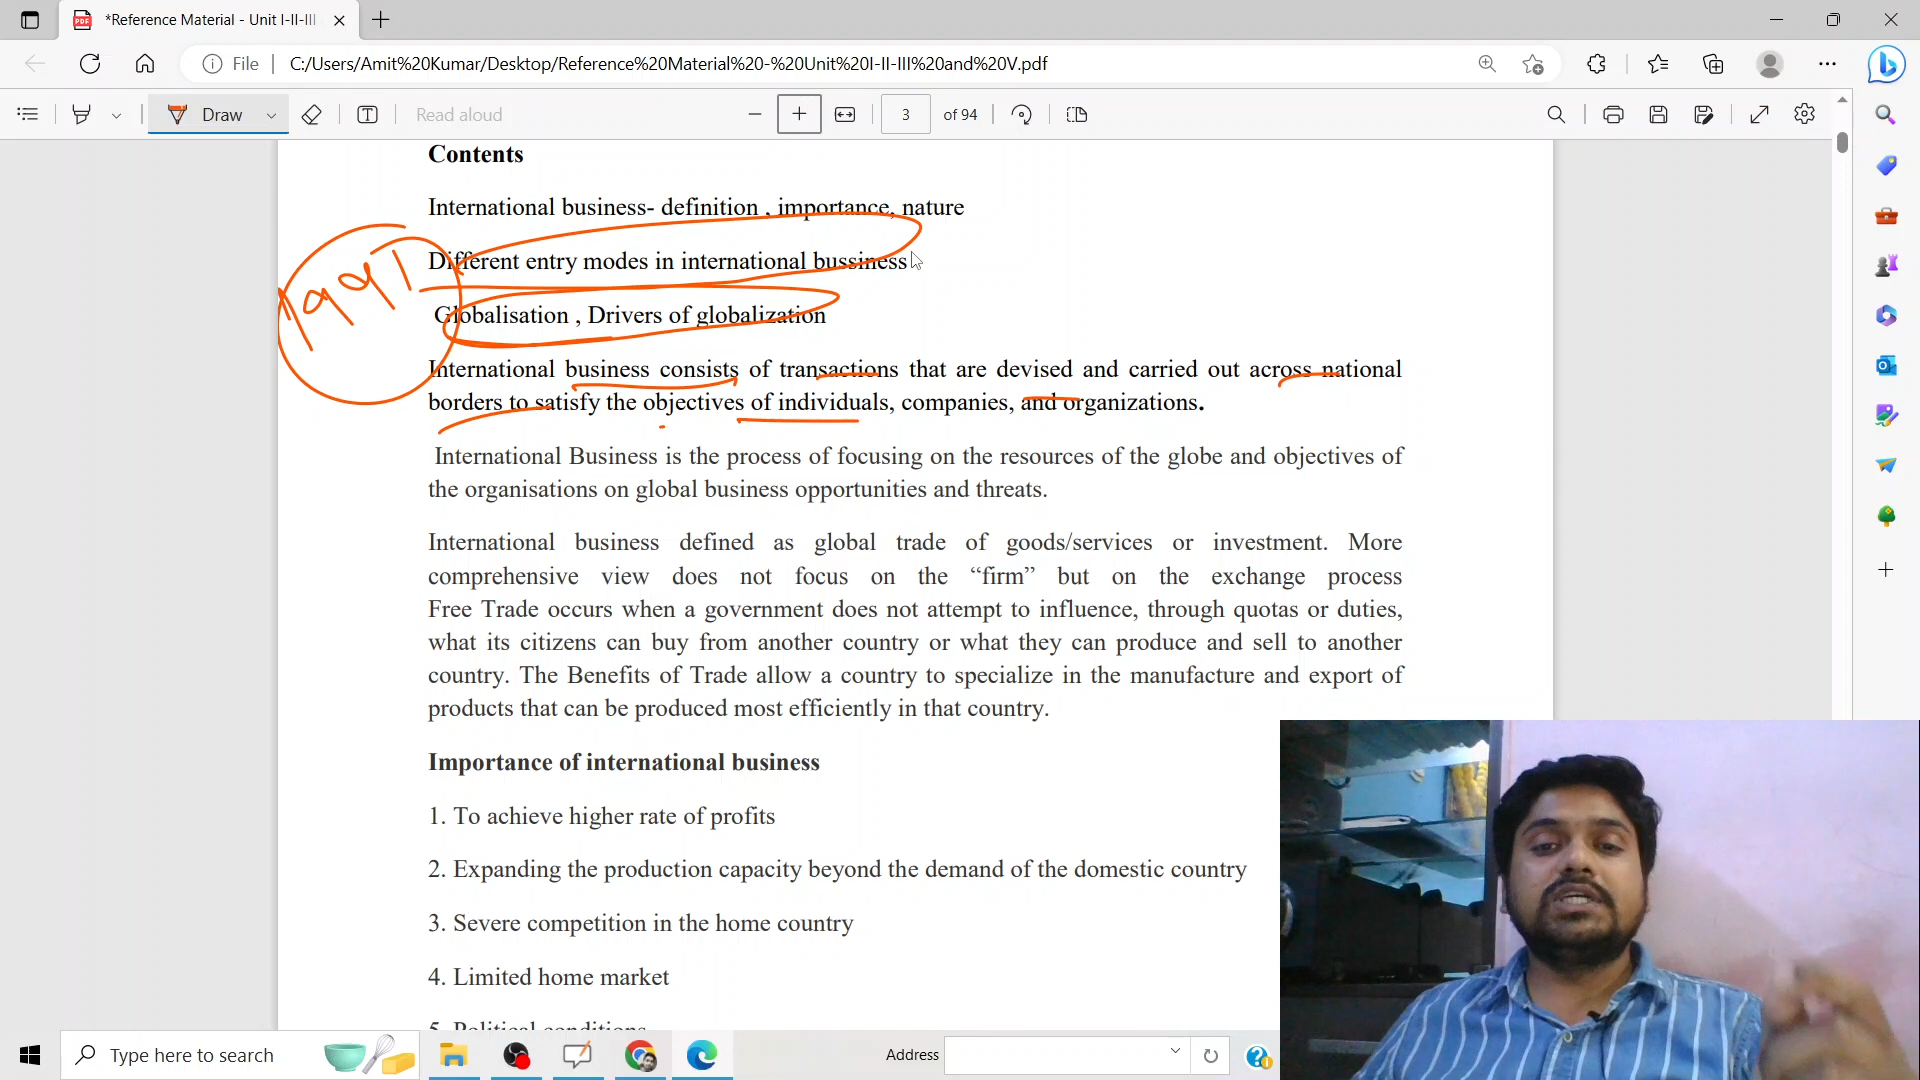 *Reference Material - Unit I-II-III
File
C:/Users/Amit%20Kumar/Desktop/Reference%20Material%20-%20Unit%20I-II-III%20and%20V.pdf
Draw
Read aloud
3 of 94
Contents
International business- definition , importance, nature
Different entry modes in international bussiness
Globalisation , Drivers of globalization
1991
International business consists of transactions that are devised and carried out across national
borders to satisfy the objectives of individuals, companies, and organizations.
International Business is the process of focusing on the resources of the globe and objectives of
the organisations on global business opportunities and threats.
International business defined as global trade of goods/services or investment. More
comprehensive view does not focus on the “firm” but on the exchange process
Free Trade occurs when a government does not attempt to influence, through quotas or duties,
what its citizens can buy from another country or what they can produce and sell to another
country. The Benefits of Trade allow a country to specialize in the manufacture and export of
products that can be produced most efficiently in that country.
Importance of international business
1. To achieve higher rate of profits
2. Expanding the production capacity beyond the demand of the domestic country
3. Severe competition in the home country
4. Limited home market
5. Political conditions
Type here to search
Address